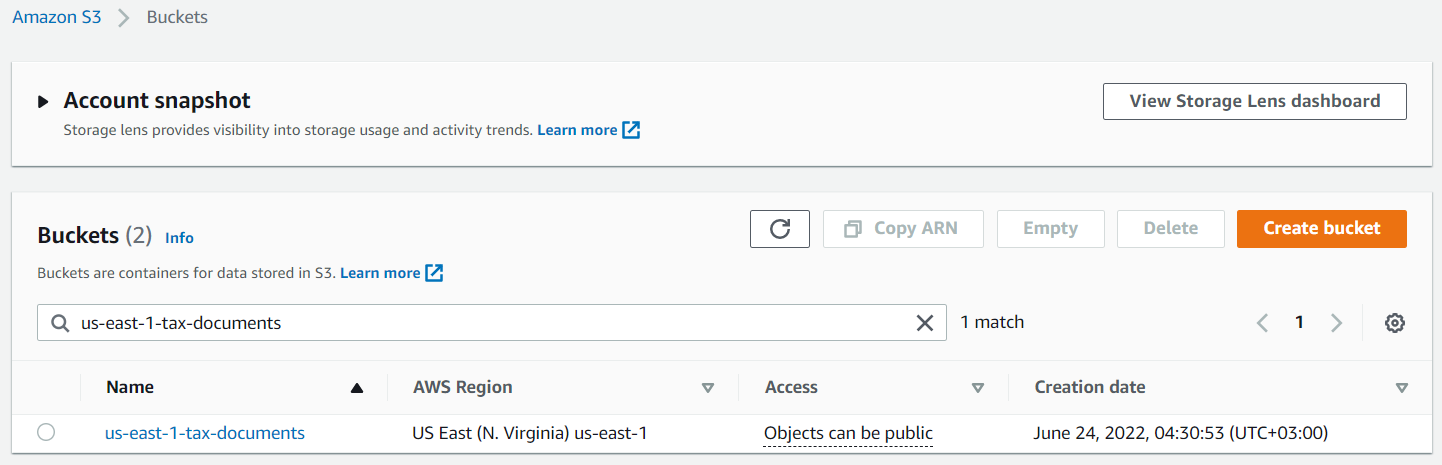 Amazon S3 Buckets
Account snapshot
View Storage Lens dashboard
Storage lens provides visibility into storage usage and activity trends. Learn more
Buckets (2) Info
Copy ARN Empty Delete Create bucket
Buckets are containers for data stored in S3. Learn more
us-east-1-tax-documents 1 match 1
Name AWS Region Access Creation date
us-east-1-tax-documents US East (N. Virginia) us-east-1 Objects can be public June 24, 2022, 04:30:53 (UTC+03:00)